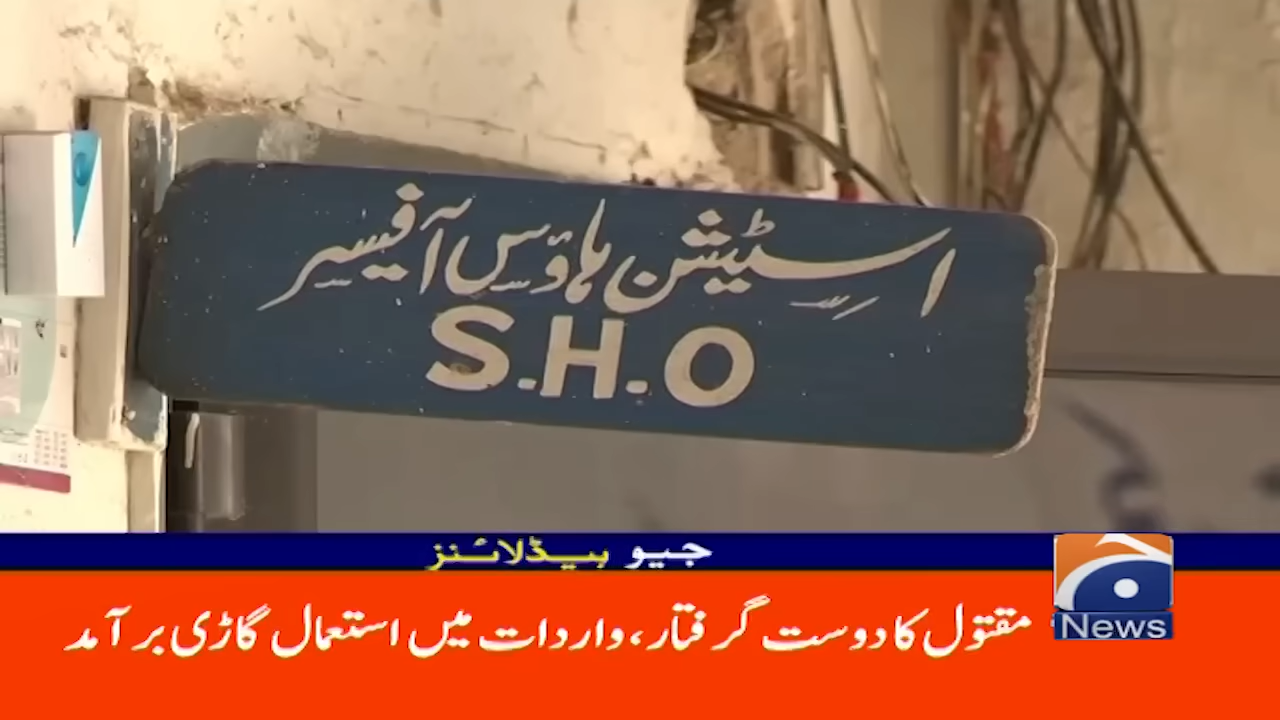 اسٹیشن ہاؤس آفیسر
S.H.O
جیو ہیڈلائنز
مقتول کا دوست گرفتار، واردات میں استعمال گاڑی برآمد
News